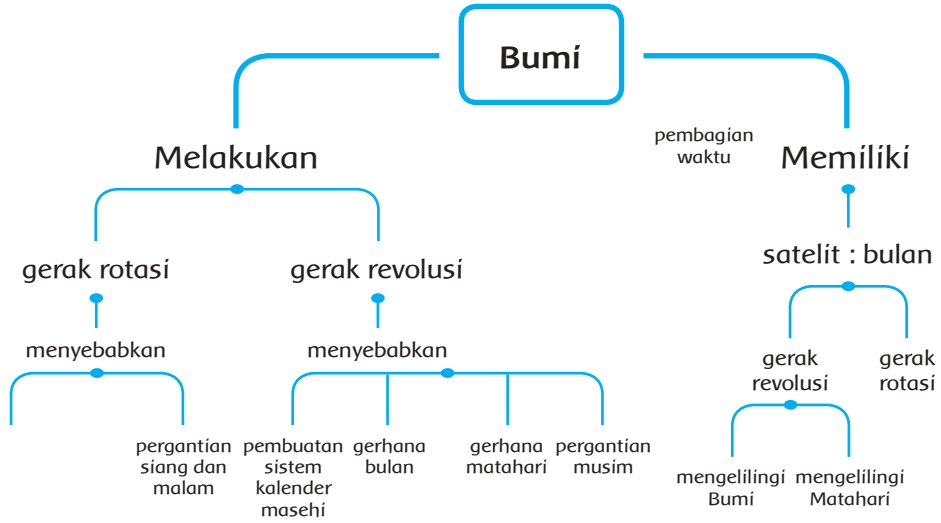 Bumi
pembagian
waktu
Melakukan
Memiliki
gerak rotasi
gerak revolusi
satelit : bulan
menyebabkan
menyebabkan
gerak
revolusi
gerak
rotasi
pergantian
siang dan
malam
pembuatan
sistem
kalender
masehi
gerhana
bulan
gerhana
matahari
pergantian
musim
mengelilingi
Bumi
mengelilingi
Matahari